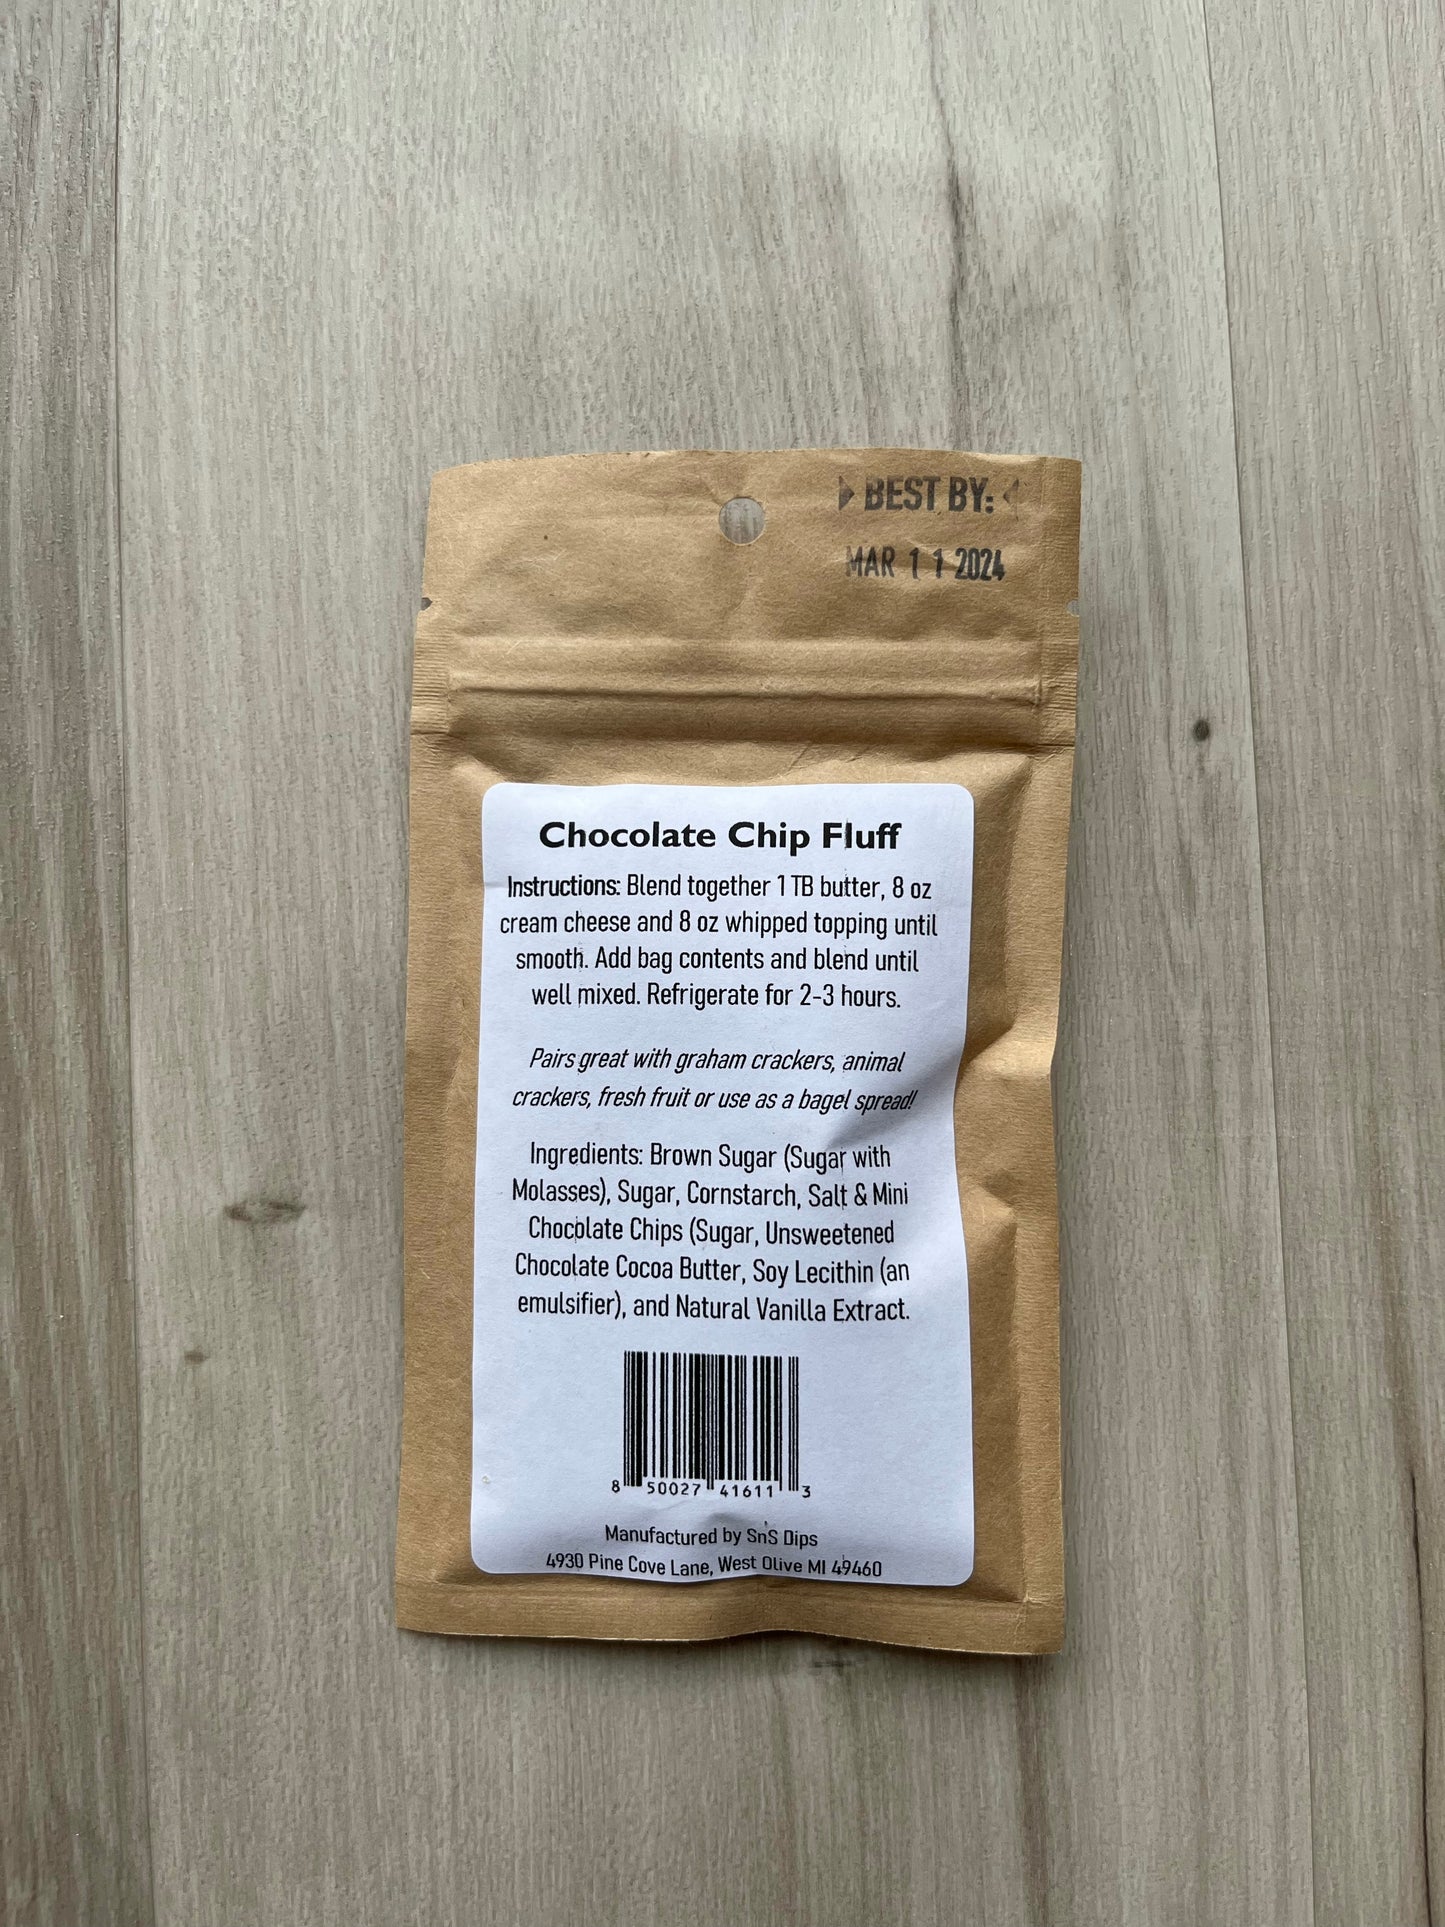 BEST BY:
MAR 11 2024
Chocolate Chip Fluff
Instructions: Blend together 1 TB butter, 8 oz
cream cheese and 8 oz whipped topping until
smooth. Add bag contents and blend until
well mixed. Refrigerate for 2-3 hours.
Pairs great with graham crackers, animal
crackers, fresh fruit or use as a bagel spread!
Ingredients: Brown Sugar (Sugar with
Molasses), Sugar, Cornstarch, Salt & Mini
Chocolate Chips (Sugar, Unsweetened
Chocolate Cocoa Butter, Soy Lecithin (an
emulsifier), and Natural Vanilla Extract.
8 50027 41611 3
Manufactured by SnS Dips
4930 Pine Cove Lane, West Olive MI 49460